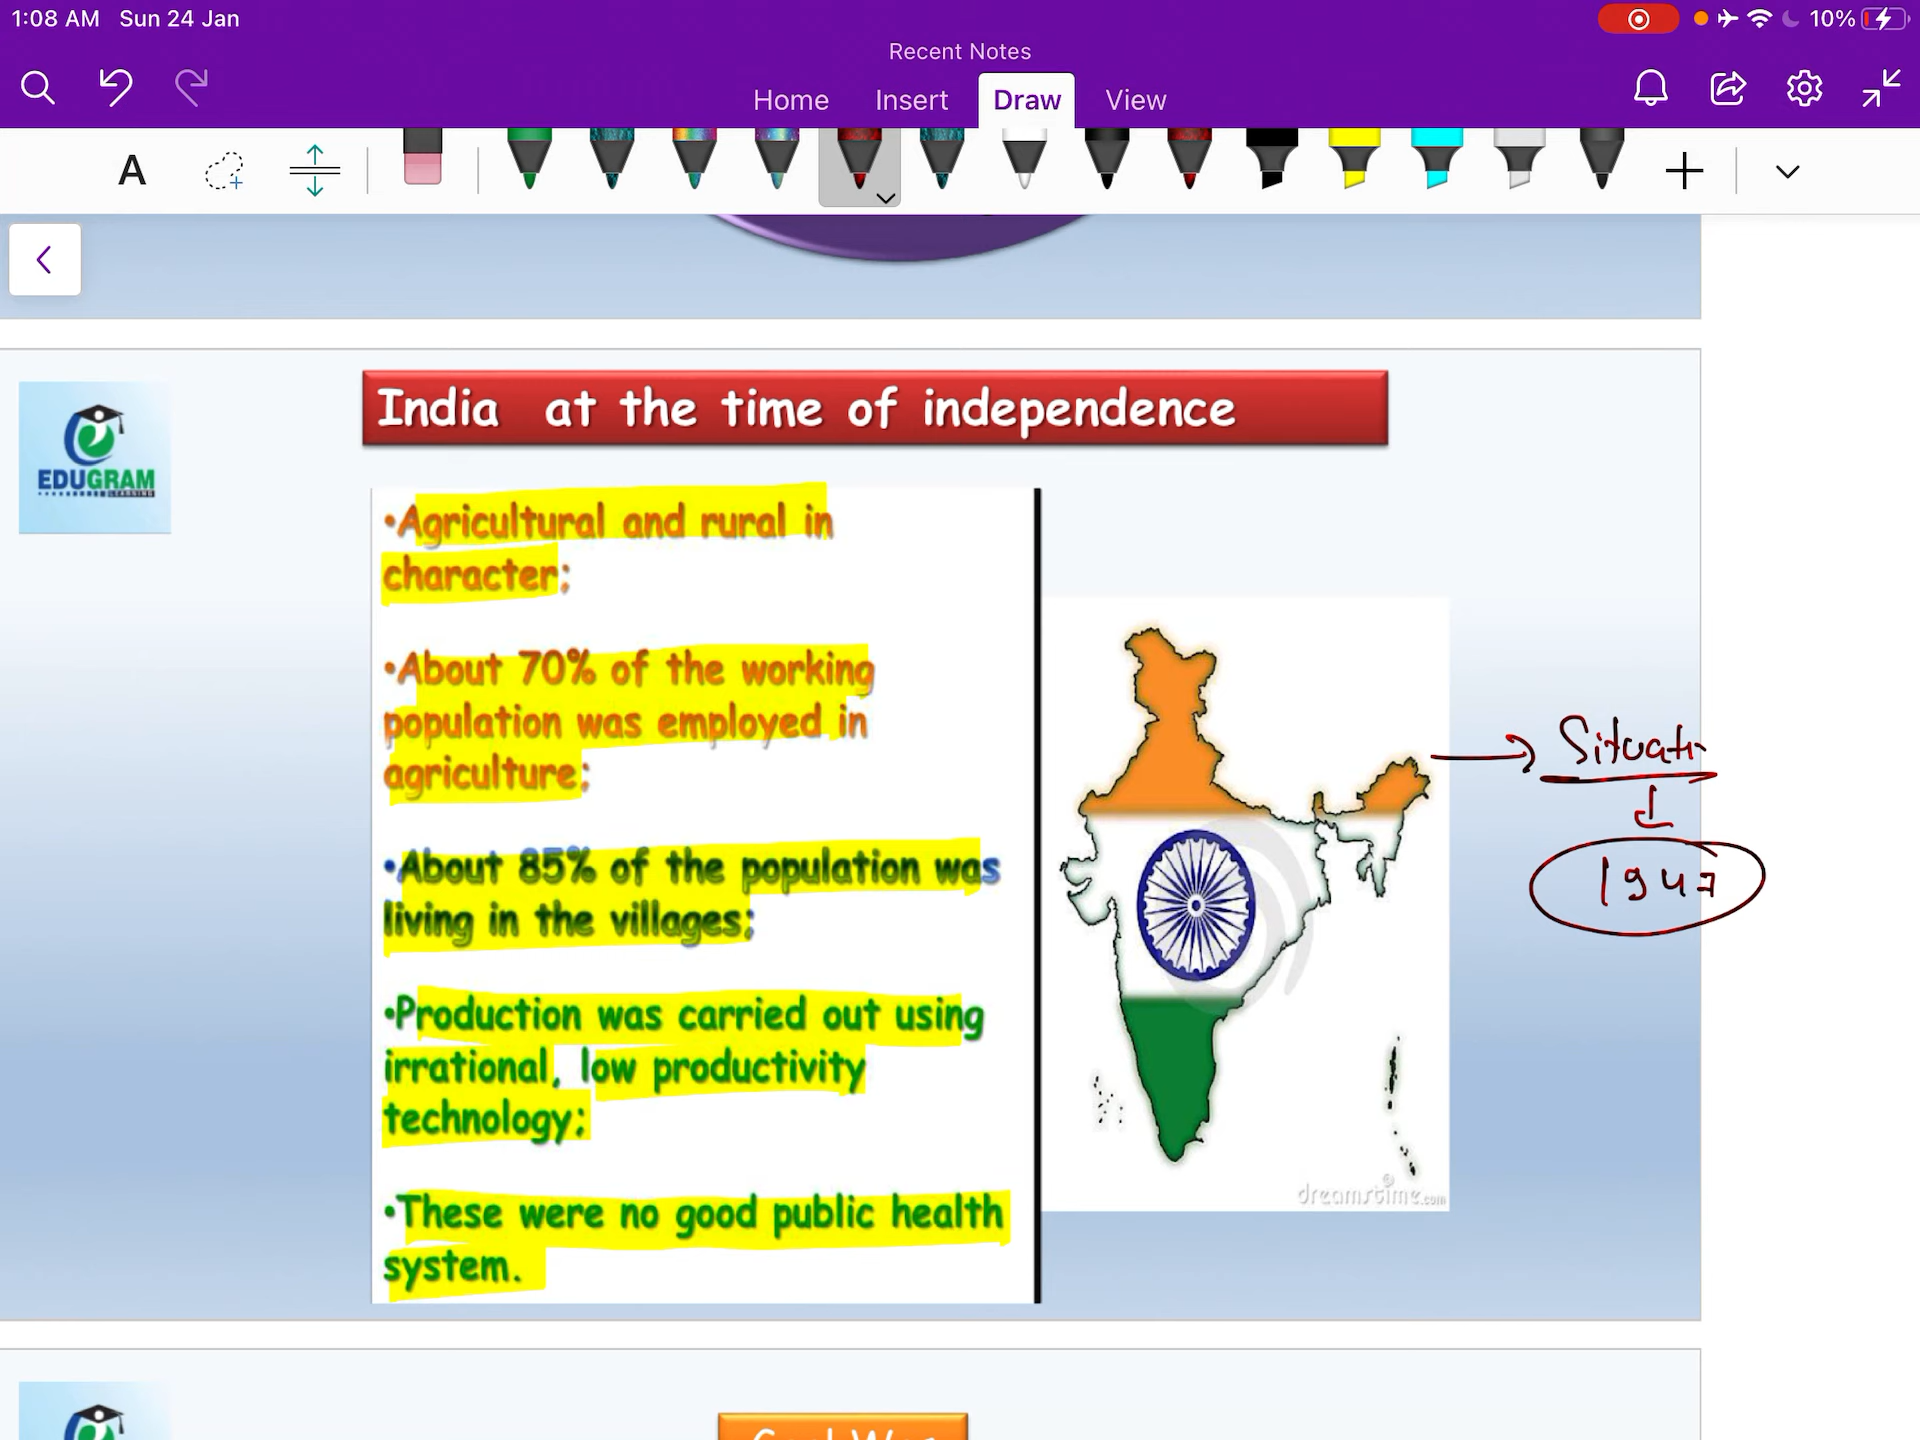 1:08 AM Sun 24 Jan
10%
Recent Notes
Home Insert Draw View
A
India at the time of independence
EDUGRAM
LEARNING
•Agricultural and rural in
character;
•About 70% of the working
population was employed in
agriculture;
•About 85% of the population was
living in the villages;
•Production was carried out using
irrational, low productivity
technology;
•These were no good public health
system.
Situatn
1947
dreamstime.com